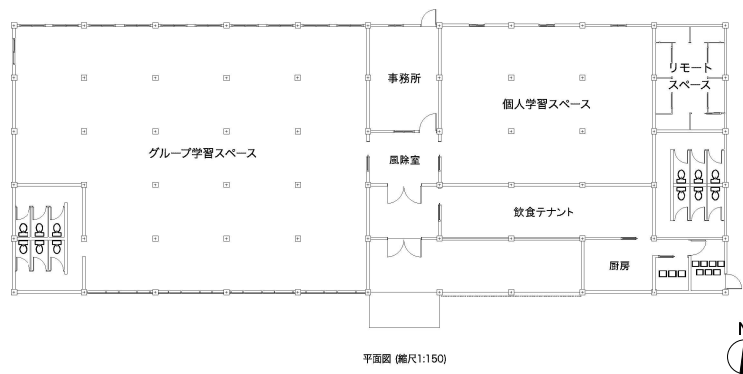 リモート
スペース
事務所
個人学習スペース
グループ学習スペース
風除室
飲食テナント
厨房
N
平面図 (縮尺1:150)